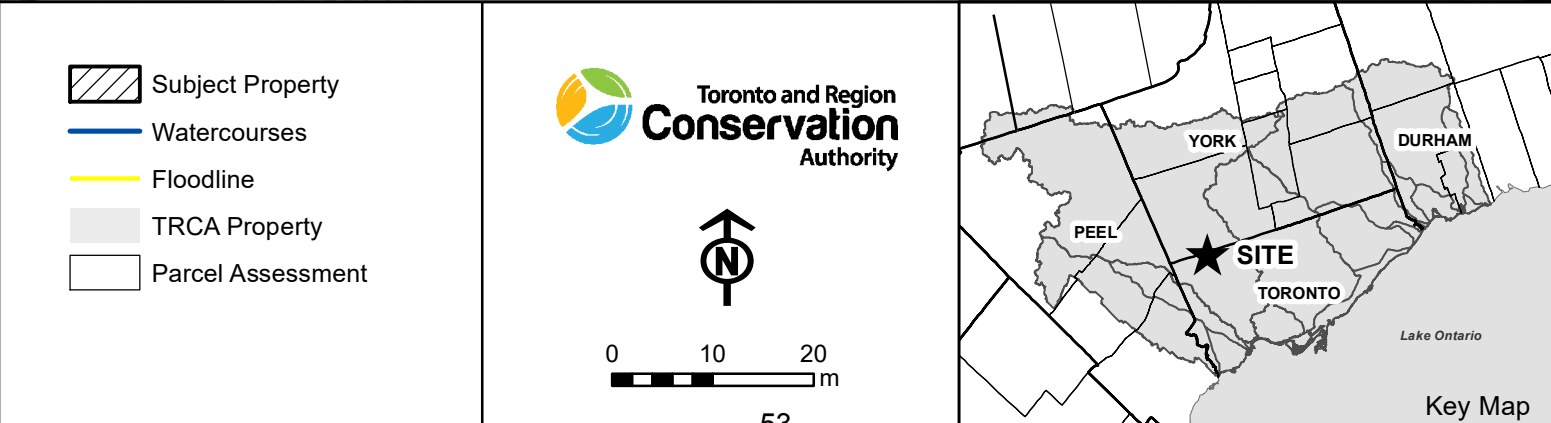 Subject Property
Watercourses
Floodline
TRCA Property
Parcel Assessment
Toronto and Region
Conservation
Authority
N
0 10 20
m
53
YORK
DURHAM
PEEL
SITE
TORONTO
Lake Ontario
Key Map